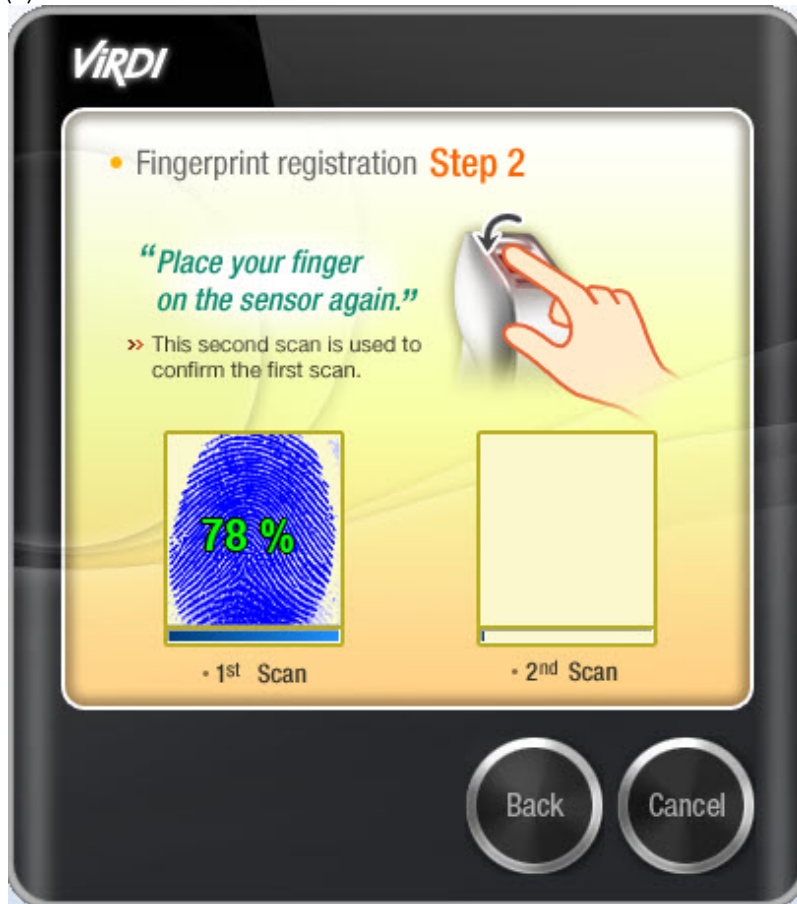 ViRDI
• Fingerprint registration Step 2
“Place your finger
on the sensor again.”
» This second scan is used to
confirm the first scan.
78 %
• 1st Scan
• 2nd Scan
Back
Cancel